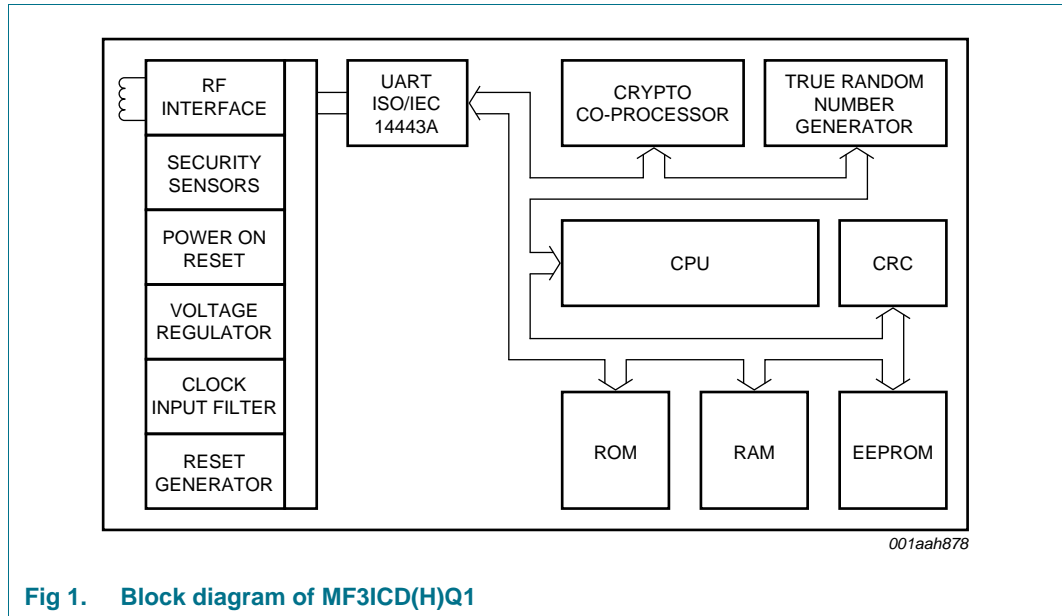 RF
INTERFACE
SECURITY
SENSORS
POWER ON
RESET
VOLTAGE
REGULATOR
CLOCK
INPUT FILTER
RESET
GENERATOR
UART
ISO/IEC
14443A
CRYPTO
CO-PROCESSOR
TRUE RANDOM
NUMBER
GENERATOR
CPU
CRC
ROM
RAM
EEPROM
001aah878
Fig 1. Block diagram of MF3ICD(H)Q1